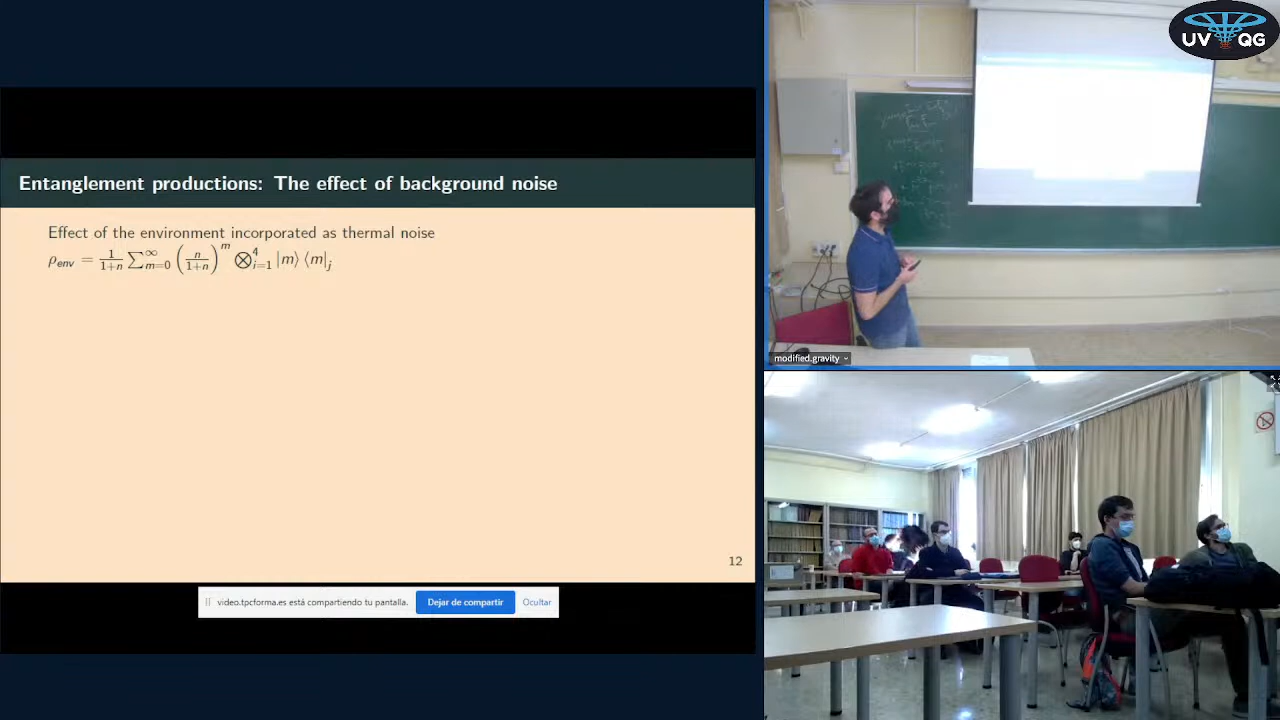 Entanglement productions: The effect of background noise
Effect of the environment incorporated as thermal noise
ρ_env = 1/(1+n) ∑_{m=0}^{∞} (n/(1+n))^m ⊗_{i=1}^{4} |m⟩ ⟨m|_j
12
video.tpcforma.es está compartiendo tu pantalla. Dejar de compartir Ocultar
UV QG
modified.gravity